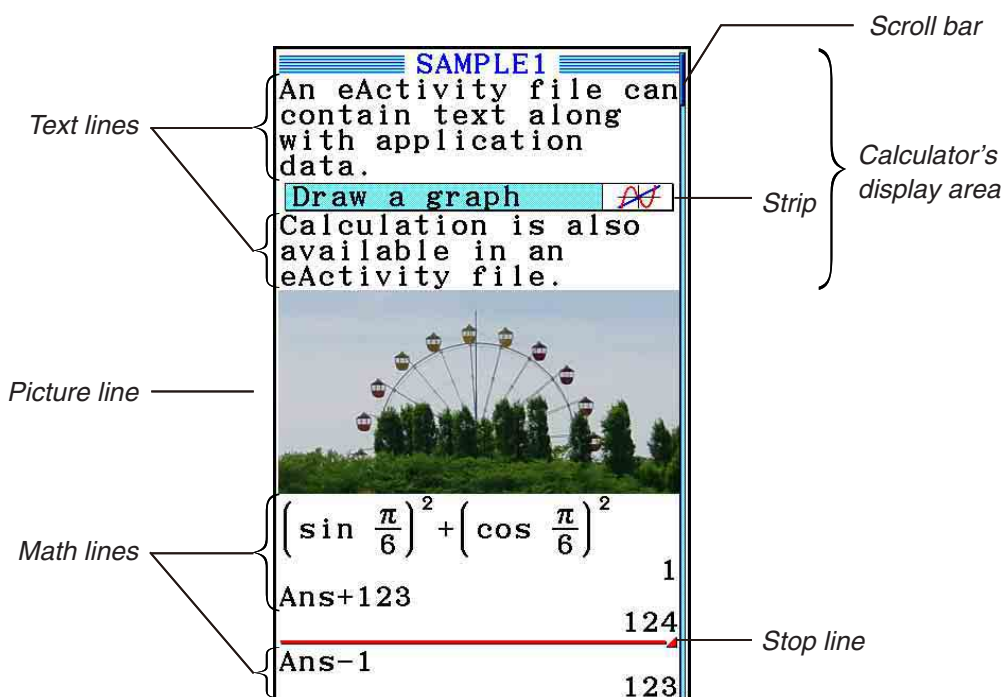 Scroll bar
SAMPLE1
An eActivity file can
contain text along
with application
data.
Text lines
Calculator's
display area
Draw a graph
Strip
Calculation is also
available in an
eActivity file.
Picture line
(sin π/6)²+(cos π/6)²
1
Math lines
Ans+123
124
Stop line
Ans−1
123